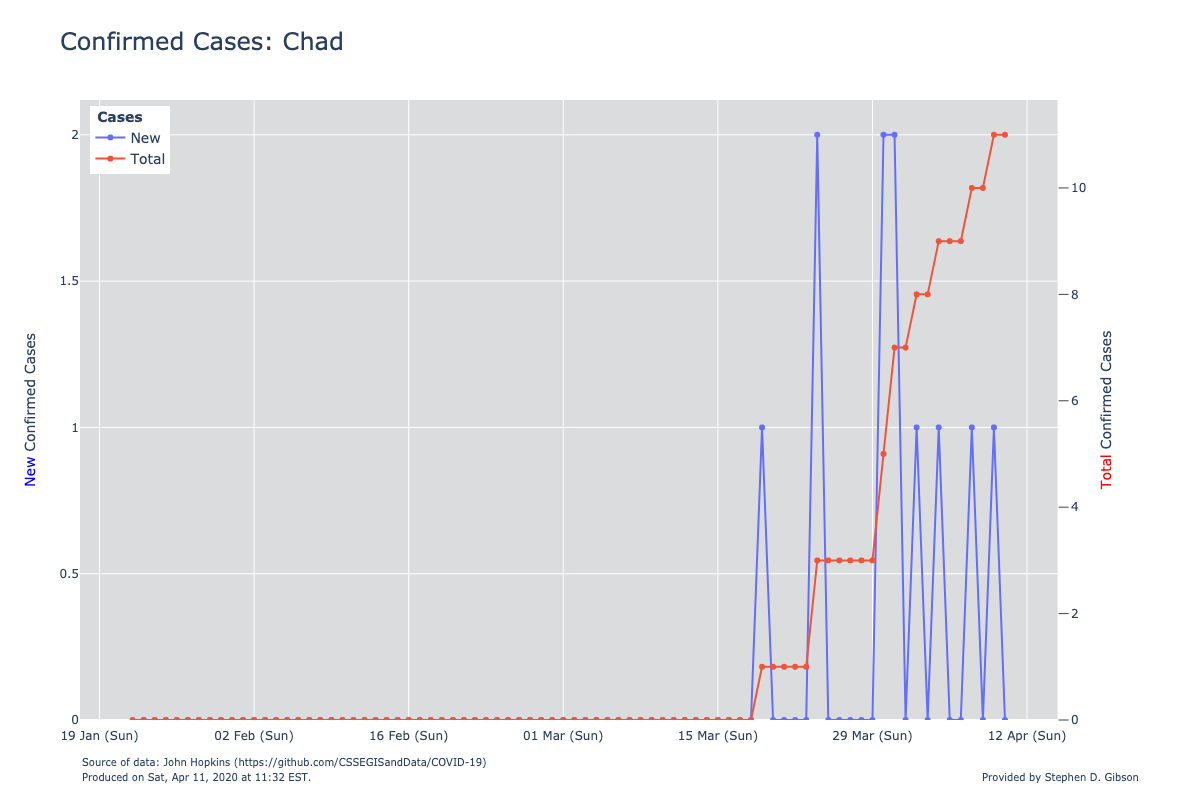 Confirmed Cases: Chad
Cases
New
Total
2
1.5
1
0.5
0
10
8
6
4
2
0
New Confirmed Cases
Total Confirmed Cases
19 Jan (Sun) 02 Feb (Sun) 16 Feb (Sun) 01 Mar (Sun) 15 Mar (Sun) 29 Mar (Sun) 12 Apr (Sun)
Source of data: John Hopkins (https://github.com/CSSEGISandData/COVID-19)
Produced on Sat, Apr 11, 2020 at 11:32 EST.
Provided by Stephen D. Gibson